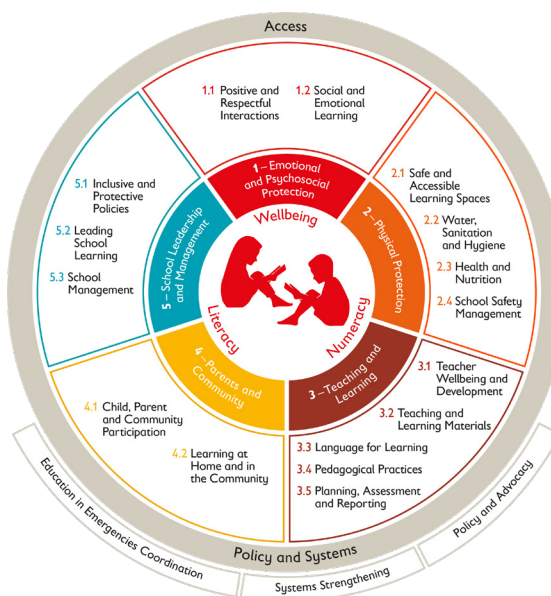 Access
1.1 Positive and
Respectful
Interactions
1.2 Social and
Emotional
Learning
1 – Emotional
and Psychosocial
Protection
2.1 Safe and
Accessible
Learning Spaces
2.2 Water,
Sanitation
and Hygiene
2.3 Health and
Nutrition
2.4 School Safety
Management
2 – Physical Protection
3.1 Teacher
Wellbeing and
Development
3.2 Teaching and
Learning Materials
3.3 Language for Learning
3.4 Pedagogical Practices
3.5 Planning, Assessment
and Reporting
3 – Teaching and
Learning
4.1 Child, Parent
and Community
Participation
4.2 Learning at
Home and in
the Community
4 – Parents and
Community
5.1 Inclusive and
Protective
Policies
5.2 Leading
School
Learning
5.3 School
Management
5 – School Leadership
and Management
Wellbeing
Literacy
Numeracy
Policy and Systems
Education in Emergencies Coordination
Systems Strengthening
Policy and Advocacy